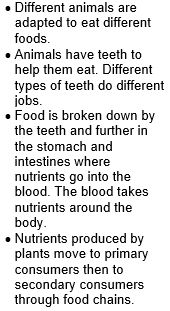 • Different animals are
adapted to eat different
foods.
• Animals have teeth to
help them eat. Different
types of teeth do different
jobs.
• Food is broken down by
the teeth and further in
the stomach and
intestines where
nutrients go into the
blood. The blood takes
nutrients around the
body.
• Nutrients produced by
plants move to primary
consumers then to
secondary consumers
through food chains.